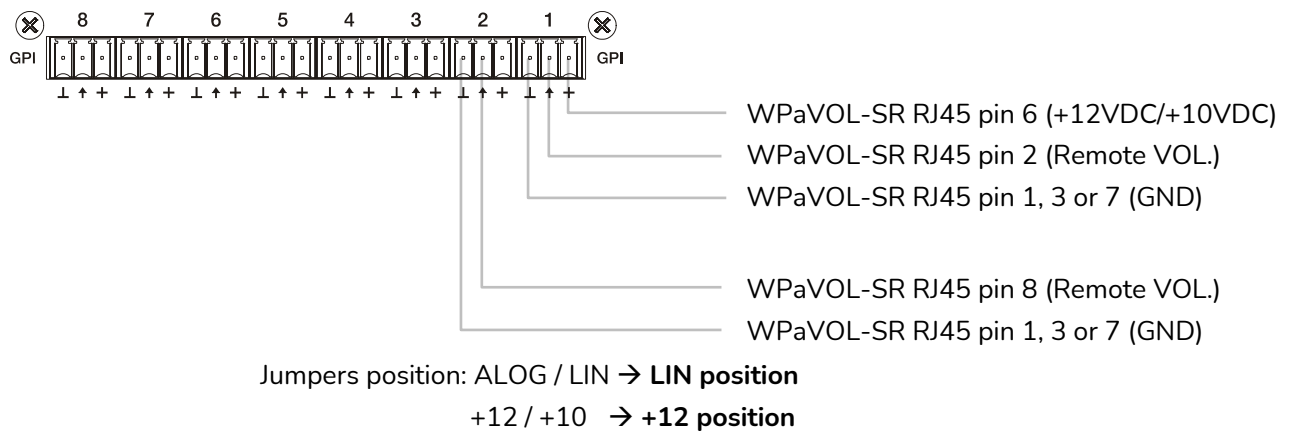 8 7 6 5 4 3 2 1
GPI GPI
⊥ ↑ + ⊥ ↑ + ⊥ ↑ + ⊥ ↑ + ⊥ ↑ + ⊥ ↑ + ⊥ ↑ + ⊥ ↑ +
WPaVOL-SR RJ45 pin 6 (+12VDC/+10VDC)
WPaVOL-SR RJ45 pin 2 (Remote VOL.)
WPaVOL-SR RJ45 pin 1, 3 or 7 (GND)
WPaVOL-SR RJ45 pin 8 (Remote VOL.)
WPaVOL-SR RJ45 pin 1, 3 or 7 (GND)
Jumpers position: ALOG / LIN → LIN position
+12 / +10 → +12 position